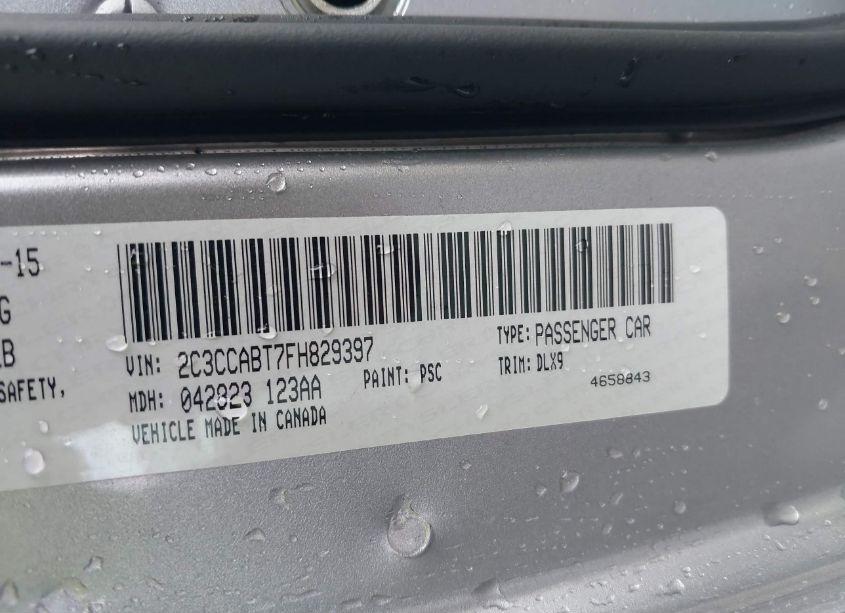 -15
G
LB
SAFETY,
VIN: 2C3CCABT7FH829397
TYPE: PASSENGER CAR
MDH: 042823 123AA
PAINT: PSC
TRIM: DLX9
VEHICLE MADE IN CANADA
4658843